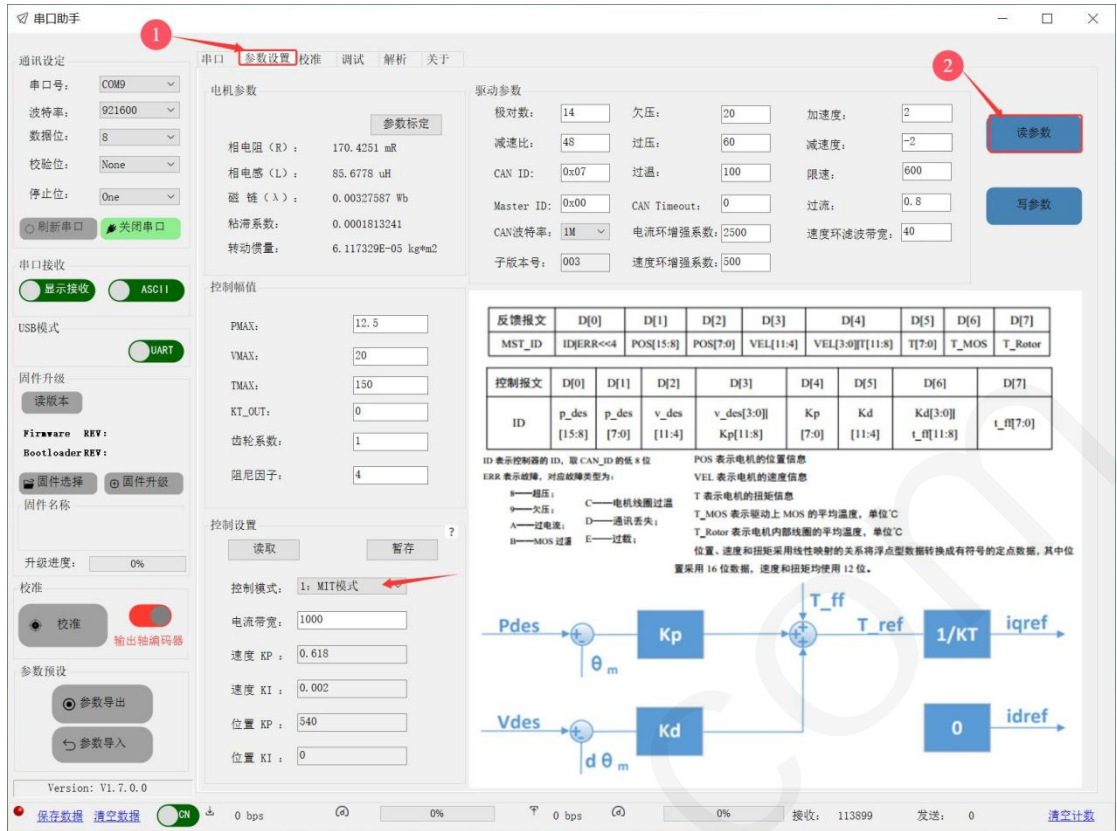 串口助手
1
2
通讯设定
串口号： COM9
波特率： 921600
数据位： 8
校验位： None
停止位： One
刷新串口 关闭串口
串口接收
显示接收 ASCII
USB模式
UART
固件升级
读版本
Firmware REV:
Bootloader REV:
固件选择 固件升级
固件名称
升级进度： 0%
校准
校准
输出轴编码器
参数预设
参数导出
参数导入
Version: V1.7.0.0
串口 参数设置 校准 调试 解析 关于
电机参数
参数标定
相电阻（R）： 170.4251 mR
相电感（L）： 85.6778 uH
磁 链（λ）： 0.00327587 Wb
粘滞系数： 0.0001813241
转动惯量： 6.117329E-05 kg*m2
驱动参数
极对数： 14 欠压： 20 加速度： 2
减速比： 48 过压： 60 减速度： -2
CAN ID: 0x07 过温： 100 限速： 600
Master ID: 0x00 CAN Timeout: 0 过流： 0.8
CAN波特率： 1M 电流环增强系数： 2500 速度环滤波带宽： 40
子版本号： 003 速度环增强系数： 500
读参数
写参数
控制幅值
PMAX: 12.5
VMAX: 20
TMAX: 150
KT_OUT: 0
齿轮系数： 1
阻尼因子： 4
控制设置
?
读取 暂存
控制模式： 1: MIT模式
电流带宽： 1000
速度 KP ： 0.618
速度 KI ： 0.002
位置 KP ： 540
位置 KI ： 0
反馈报文 D[0] D[1] D[2] D[3] D[4] D[5] D[6] D[7]
MST_ID ID|ERR<<4 POS[15:8] POS[7:0] VEL[11:4] VEL[3:0]|T[11:8] T[7:0] T_MOS T_Rotor
控制报文 D[0] D[1] D[2] D[3] D[4] D[5] D[6] D[7]
ID p_des [15:8] p_des [7:0] v_des [11:4] v_des[3:0]| Kp[11:8] Kp [7:0] Kd [11:4] Kd[3:0]| t_ff[11:8] t_ff[7:0]
ID 表示控制器的 ID，取 CAN_ID 的低 8 位
ERR 表示故障，对应故障类型为：
8——超压；
9——欠压；
A——过电流；
B——MOS 过温
C——电机线圈过温
D——通讯丢失；
E——过载；
POS 表示电机的位置信息
VEL 表示电机的速度信息
T 表示电机的扭矩信息
T_MOS 表示驱动上 MOS 的平均温度，单位℃
T_Rotor 表示电机内部线圈的平均温度，单位℃
位置、速度和扭矩采用线性映射的关系将浮点型数据转换成有符号的定点数据，其中位
置采用 16 位数据，速度和扭矩均使用 12 位。
T_ff
Pdes Kp T_ref 1/KT iqref
θ m
Vdes Kd 0 idref
d θ m
保存数据 清空数据 CN 0 bps 0% 0 bps 0% 接收： 113899 发送： 0 清空计数
com